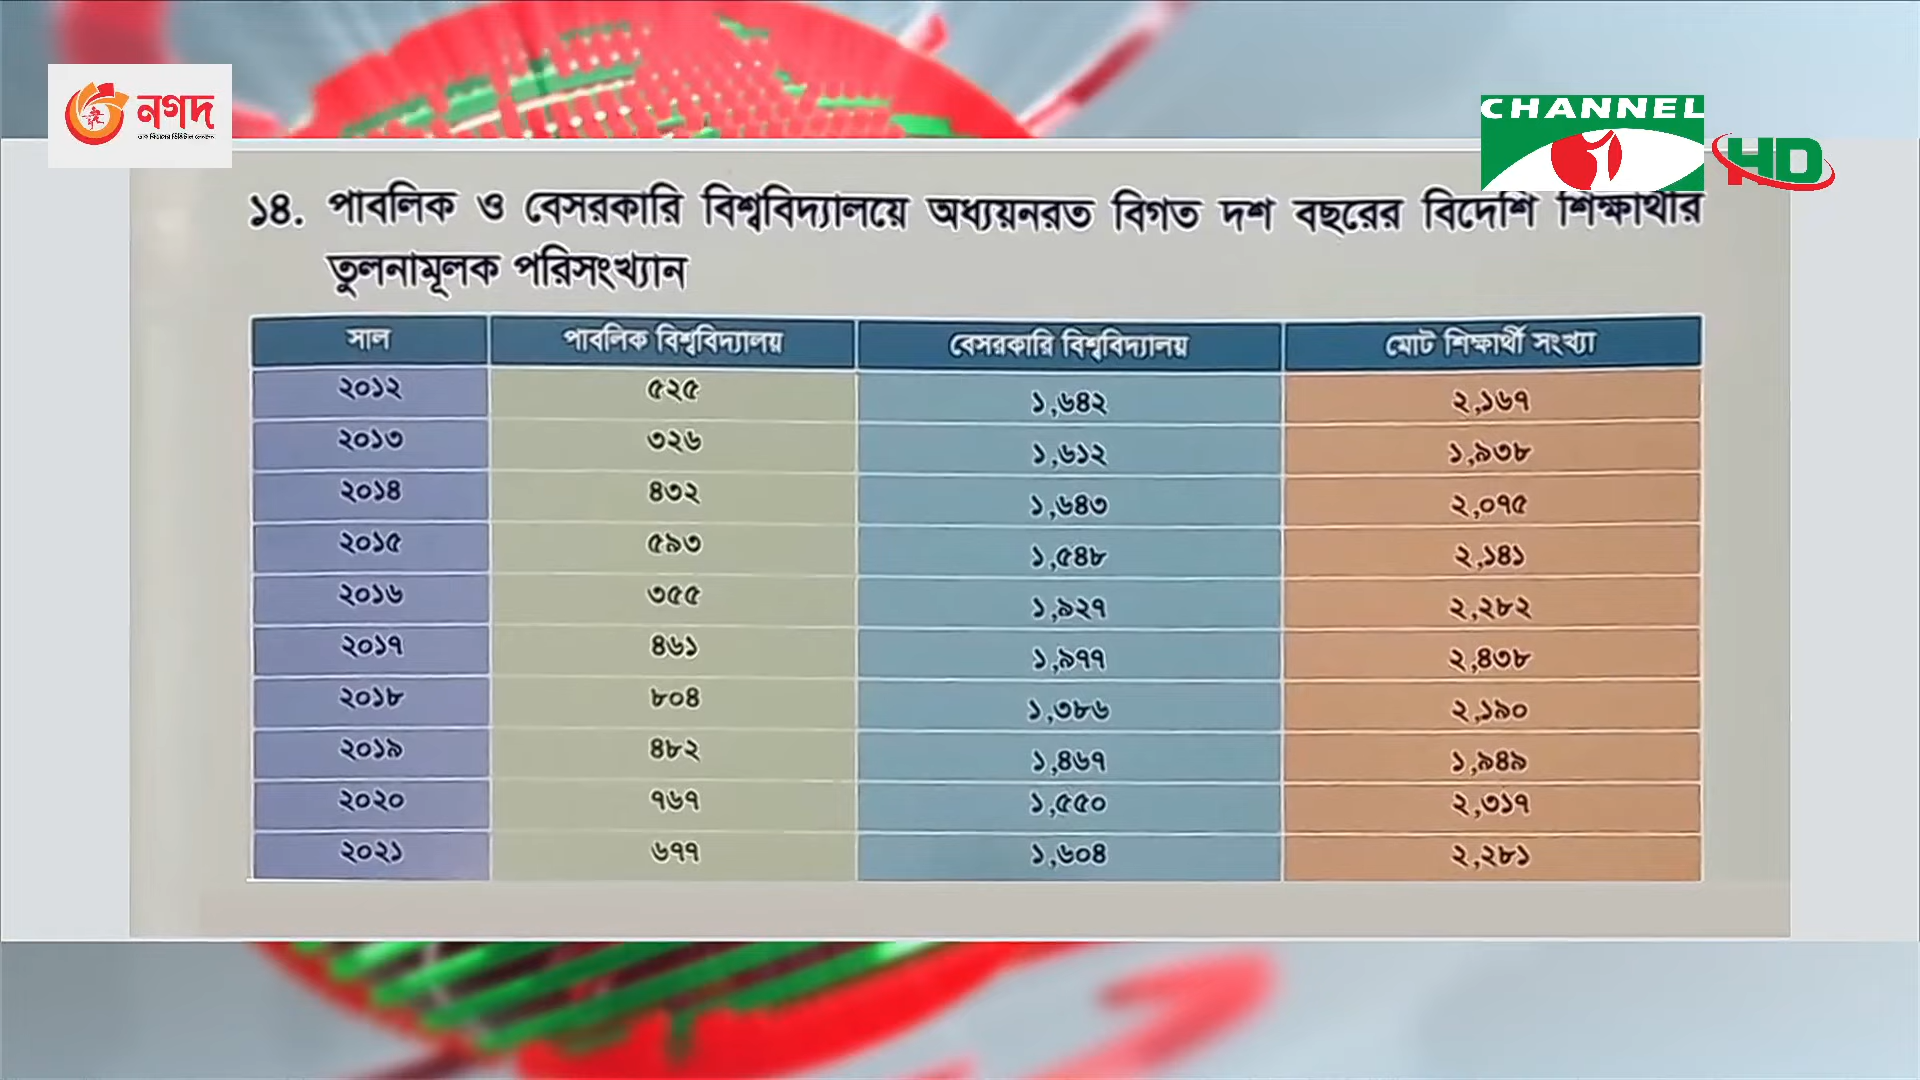 নগদ
CHANNEL
HD
১৪. পাবলিক ও বেসরকারি বিশ্ববিদ্যালয়ে অধ্যয়নরত বিগত দশ বছরের বিদেশি শিক্ষার্থীর
তুলনামূলক পরিসংখ্যান
সাল পাবলিক বিশ্ববিদ্যালয় বেসরকারি বিশ্ববিদ্যালয় মোট শিক্ষার্থী সংখ্যা
২০১২ ৫২৫ ১,৬৪২ ২,১৬৭
২০১৩ ৩২৬ ১,৬১২ ১,৯৩৮
২০১৪ ৪৩২ ১,৬৪৩ ২,০৭৫
২০১৫ ৫৯৩ ১,৫৪৮ ২,১৪১
২০১৬ ৩৫৫ ১,৯২৭ ২,২৮২
২০১৭ ৪৬১ ১,৯৭৭ ২,৪৩৮
২০১৮ ৮০৪ ১,৩৮৬ ২,১৯০
২০১৯ ৪৮২ ১,৪৬৭ ১,৯৪৯
২০২০ ৭৬৭ ১,৫৫০ ২,৩১৭
২০২১ ৬৭৭ ১,৬০৪ ২,২৮১